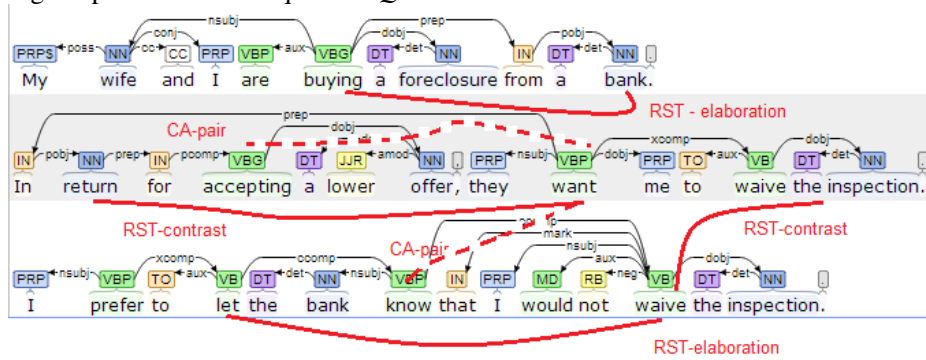 nsubj prep
conj dobj pobj
PRP$ poss NN cc CC PRP VBP aux VBG DT det NN IN DT det NN .
My wife and I are buying a foreclosure from a bank.
RST - elaboration
prep
CA-pair dobj xcomp dobj
IN pobj NN prep IN pcomp VBG DT JJR amod NN , PRP nsubj VBP dobj PRP TO aux VB DT det NN .
In return for accepting a lower offer, they want me to waive the inspection.
RST-contrast CA-pair RST-contrast
mark
nsubj
xcomp ccomp aux dobj
PRP nsubj VBP TO aux VB DT det NN nsubj VBP IN PRP MD RB neg VB DT det NN .
I prefer to let the bank know that I would not waive the inspection.
RST-elaboration